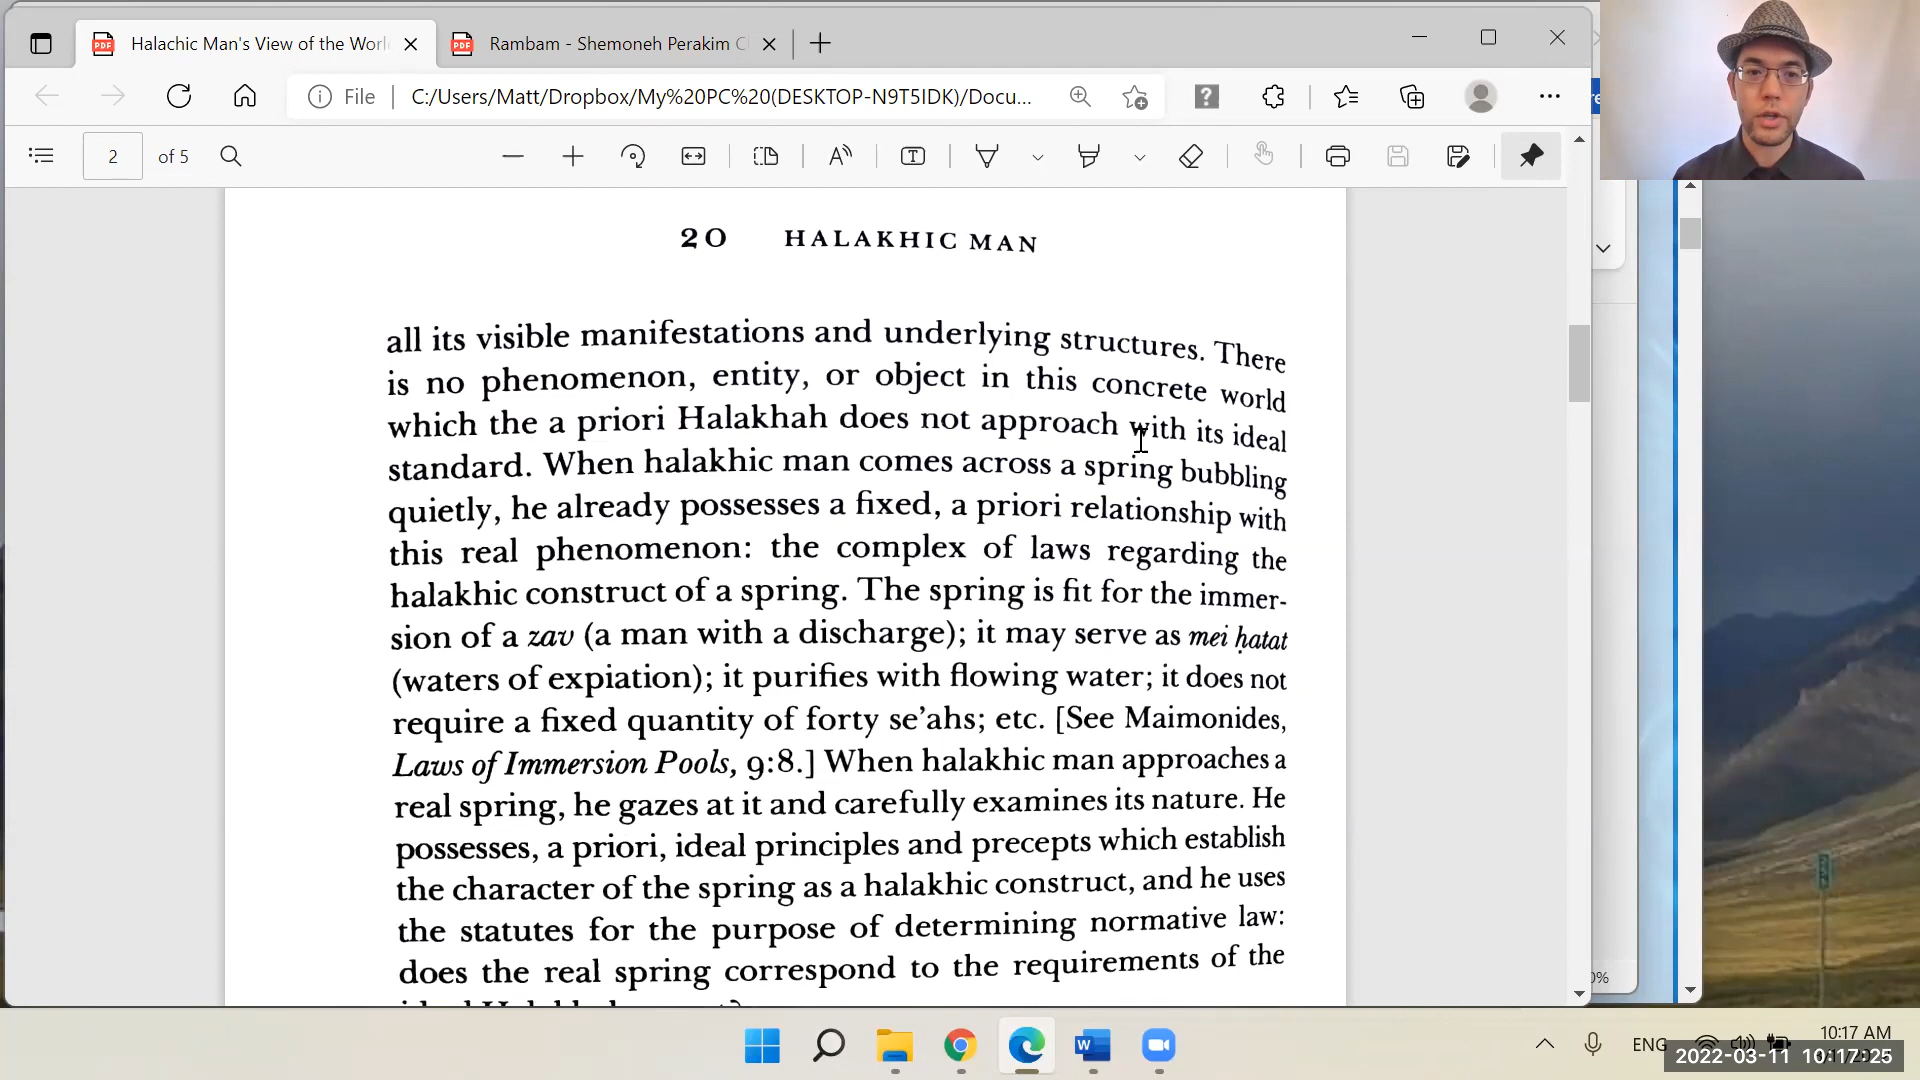 Halachic Man's View of the Worl
Rambam - Shemoneh Perakim C
File
C:/Users/Matt/Dropbox/My%20PC%20(DESKTOP-N9T5IDK)/Docu...
2 of 5
20 HALAKHIC MAN
all its visible manifestations and underlying structures. There
is no phenomenon, entity, or object in this concrete world
which the a priori Halakhah does not approach with its ideal
standard. When halakhic man comes across a spring bubbling
quietly, he already possesses a fixed, a priori relationship with
this real phenomenon: the complex of laws regarding the
halakhic construct of a spring. The spring is fit for the immer-
sion of a zav (a man with a discharge); it may serve as mei ḥatat
(waters of expiation); it purifies with flowing water; it does not
require a fixed quantity of forty se'ahs; etc. [See Maimonides,
Laws of Immersion Pools, 9:8.] When halakhic man approaches a
real spring, he gazes at it and carefully examines its nature. He
possesses, a priori, ideal principles and precepts which establish
the character of the spring as a halakhic construct, and he uses
the statutes for the purpose of determining normative law:
does the real spring correspond to the requirements of the
0%
ENG
10:17 AM
2022-03-11 10:17:25